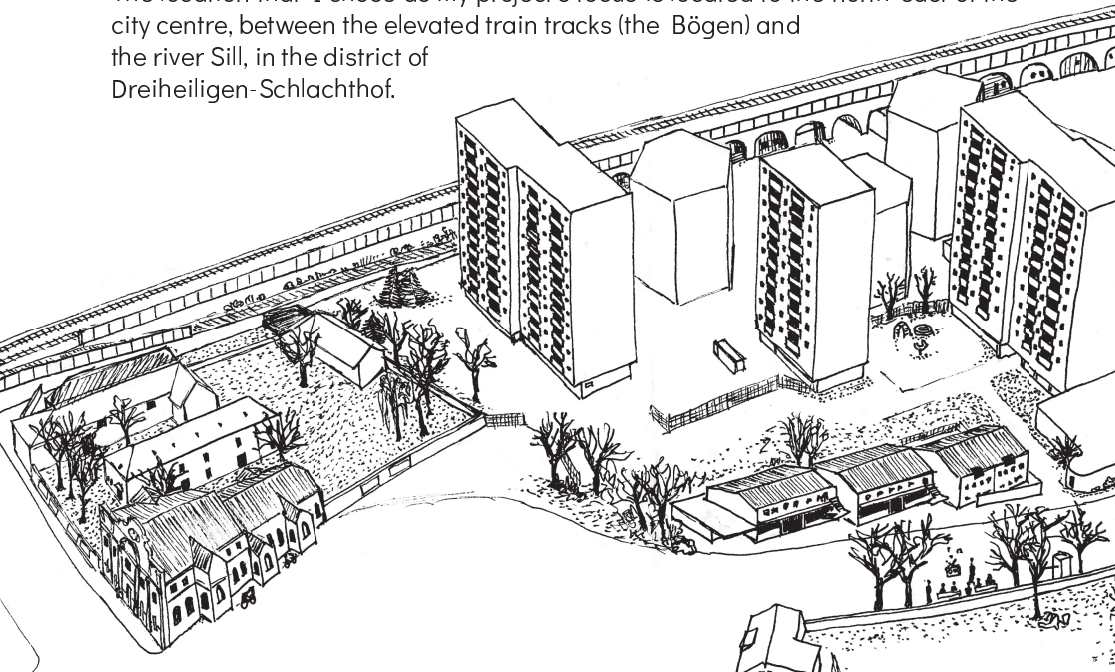 city centre, between the elevated train tracks (the Bögen) and
the river Sill, in the district of
Dreiheiligen-Schlachthof.